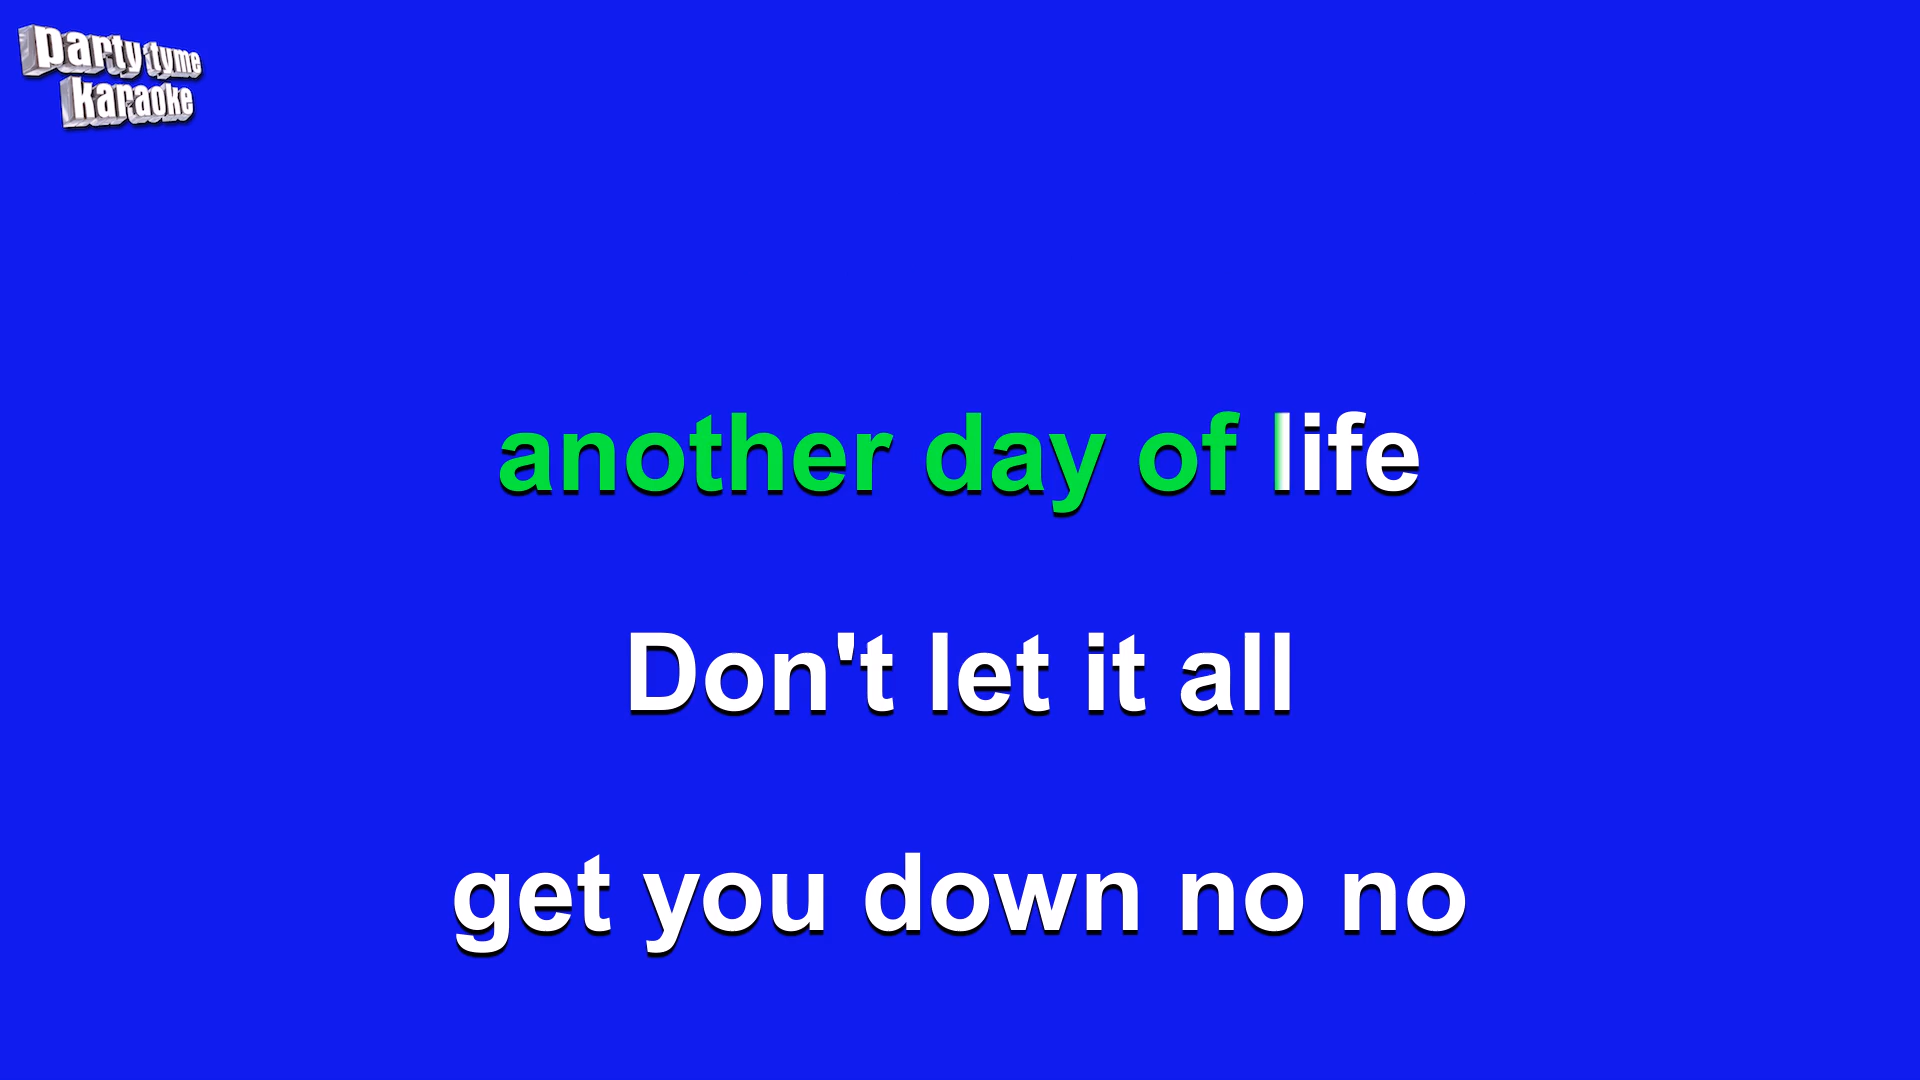 party tyme
karaoke
another day of life
Don't let it all
get you down no no